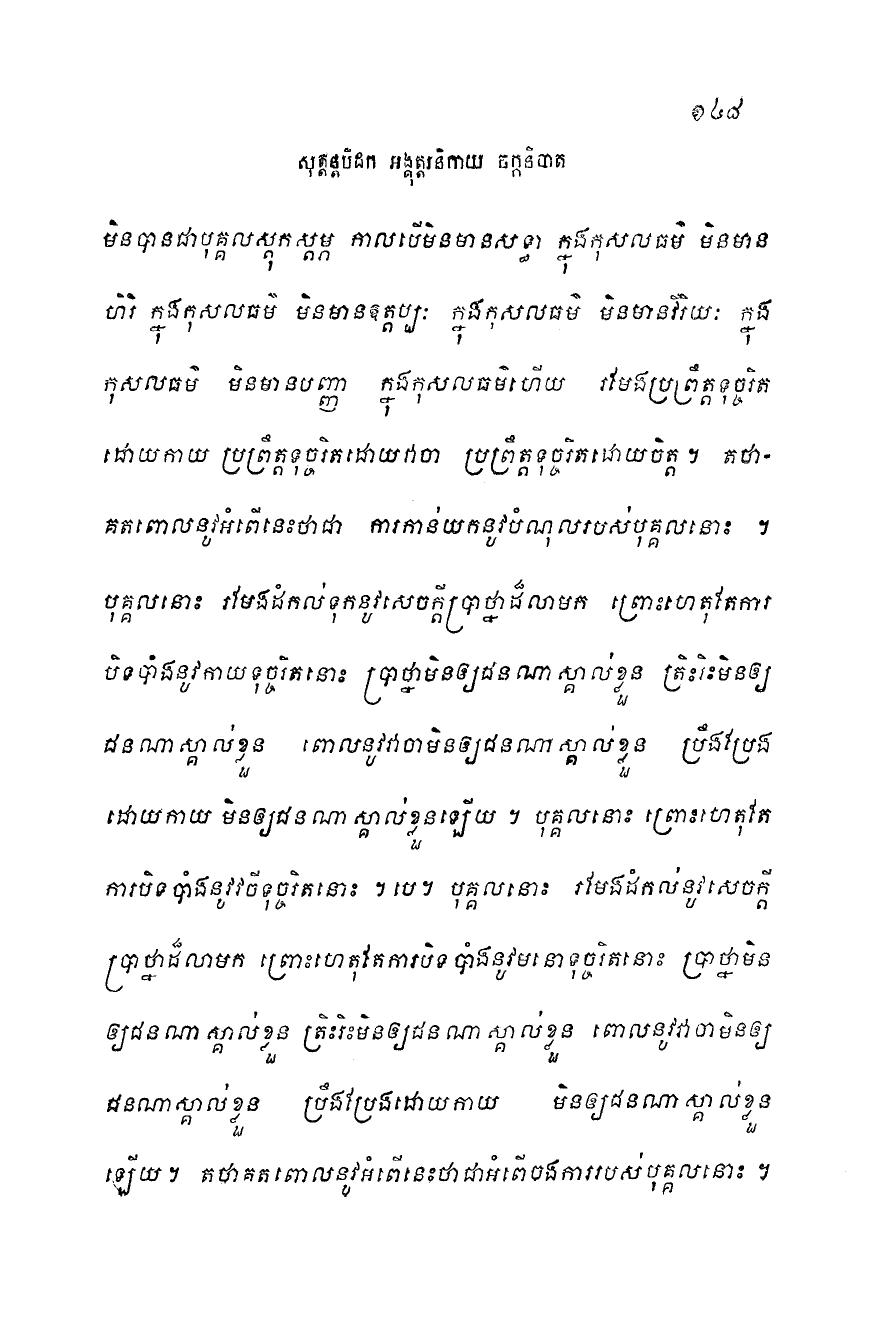 ១៤៨
សុត្តន្តបិដក អង្គុត្តរនិកាយ ឆក្កនិបាត
មិនបានជាបុគ្គលស្តុកស្តម្ភ កាលបើមិនមានសទ្ធា ក្នុងកុសលធម៌ មិនមាន
ហិរិ ក្នុងកុសលធម៌ មិនមានឱត្តប្បៈ ក្នុងកុសលធម៌ មិនមានវីរិយៈ ក្នុង
កុសលធម៌ មិនមានបញ្ញា ក្នុងកុសលធម៌ហើយ រមែងប្រព្រឹត្តទុច្ចរិត
ដោយកាយ ប្រព្រឹត្តទុច្ចរិតដោយវាចា ប្រព្រឹត្តទុច្ចរិតដោយចិត្ត ។ តថា-
គតពោលនូវអំពើនេះថាជា ការកាន់យកនូវបំណុលរបស់បុគ្គលនោះ ។
បុគ្គលនោះ រមែងដំកល់ទុកនូវសេចក្តីប្រាថ្នាដ៏លាមក ព្រោះហេតុតែការ
បិទបាំងនូវកាយទុច្ចរិតនោះ ប្រាថ្នាមិនឲ្យជនណាស្គាល់ខ្លួន ត្រិះរិះមិនឲ្យ
ជនណាស្គាល់ខ្លួន ពោលនូវវាចាមិនឲ្យជនណាស្គាល់ខ្លួន ប្រឹងប្រែង
ដោយកាយ មិនឲ្យជនណាស្គាល់ខ្លួនឡើយ ។ បុគ្គលនោះ ព្រោះហេតុតែ
ការបិទបាំងនូវវចីទុច្ចរិតនោះ ។ បេ ។ បុគ្គលនោះ រមែងដំកល់នូវសេចក្តី
ប្រាថ្នាដ៏លាមក ព្រោះហេតុតែការបិទបាំងនូវមនោទុច្ចរិតនោះ ប្រាថ្នាមិន
ឲ្យជនណាស្គាល់ខ្លួន ត្រិះរិះមិនឲ្យជនណាស្គាល់ខ្លួន ពោលនូវវាចាមិនឲ្យ
ជនណាស្គាល់ខ្លួន ប្រឹងប្រែងដោយកាយ មិនឲ្យជនណាស្គាល់ខ្លួន
ឡើយ ។ តថាគតពោលនូវអំពើនេះថាជាអំពើចងការរបស់បុគ្គលនោះ ។